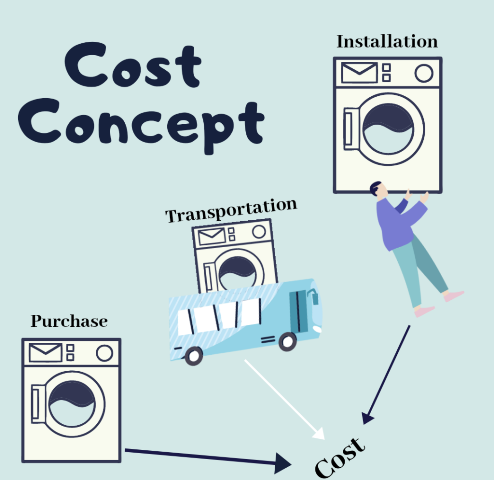 Cost
Concept
Installation
Transportation
Purchase
Cost